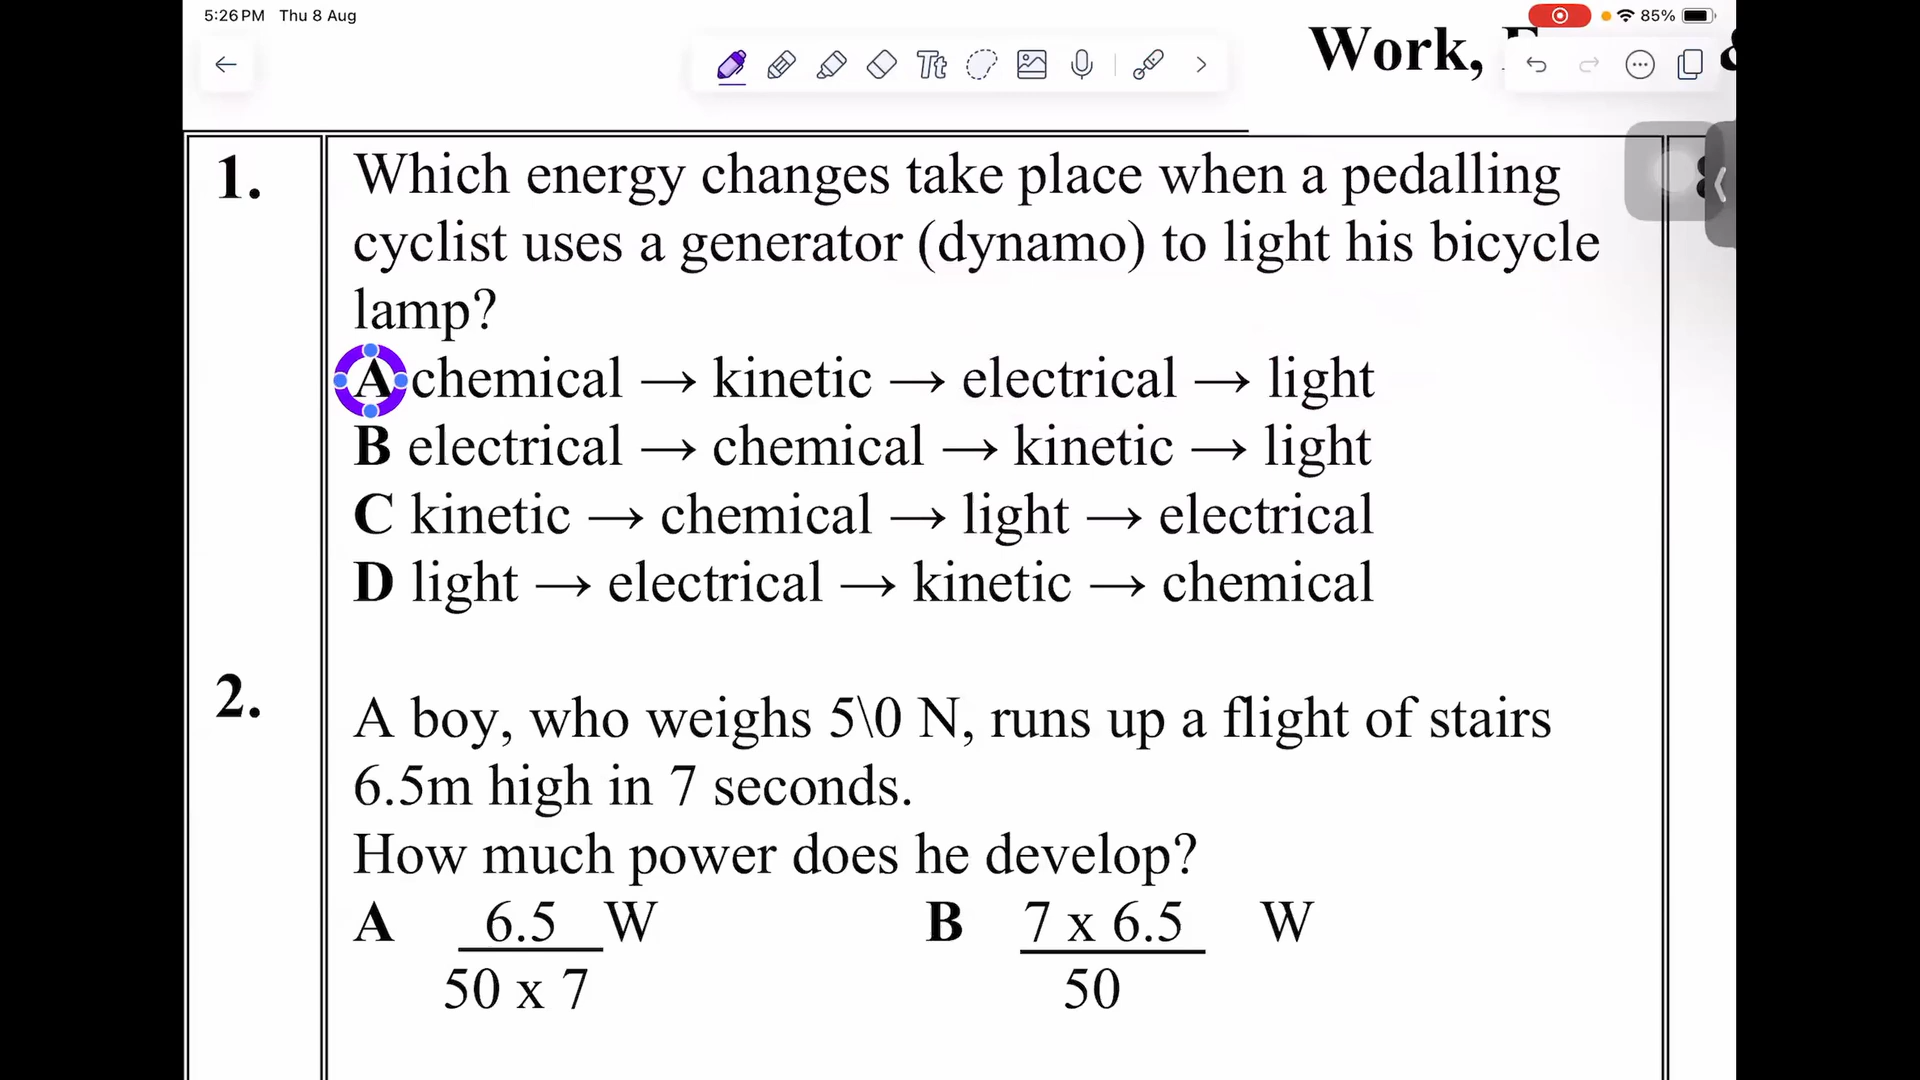 5:26 PM Thu 8 Aug
85%
Work,
Tt
1.
Which energy changes take place when a pedalling
cyclist uses a generator (dynamo) to light his bicycle
lamp?
A chemical → kinetic → electrical → light
B electrical → chemical → kinetic → light
C kinetic → chemical → light → electrical
D light → electrical → kinetic → chemical
2.
A boy, who weighs 5\0 N, runs up a flight of stairs
6.5m high in 7 seconds.
How much power does he develop?
A 6.5 W B 7 x 6.5 W
50 x 7 50